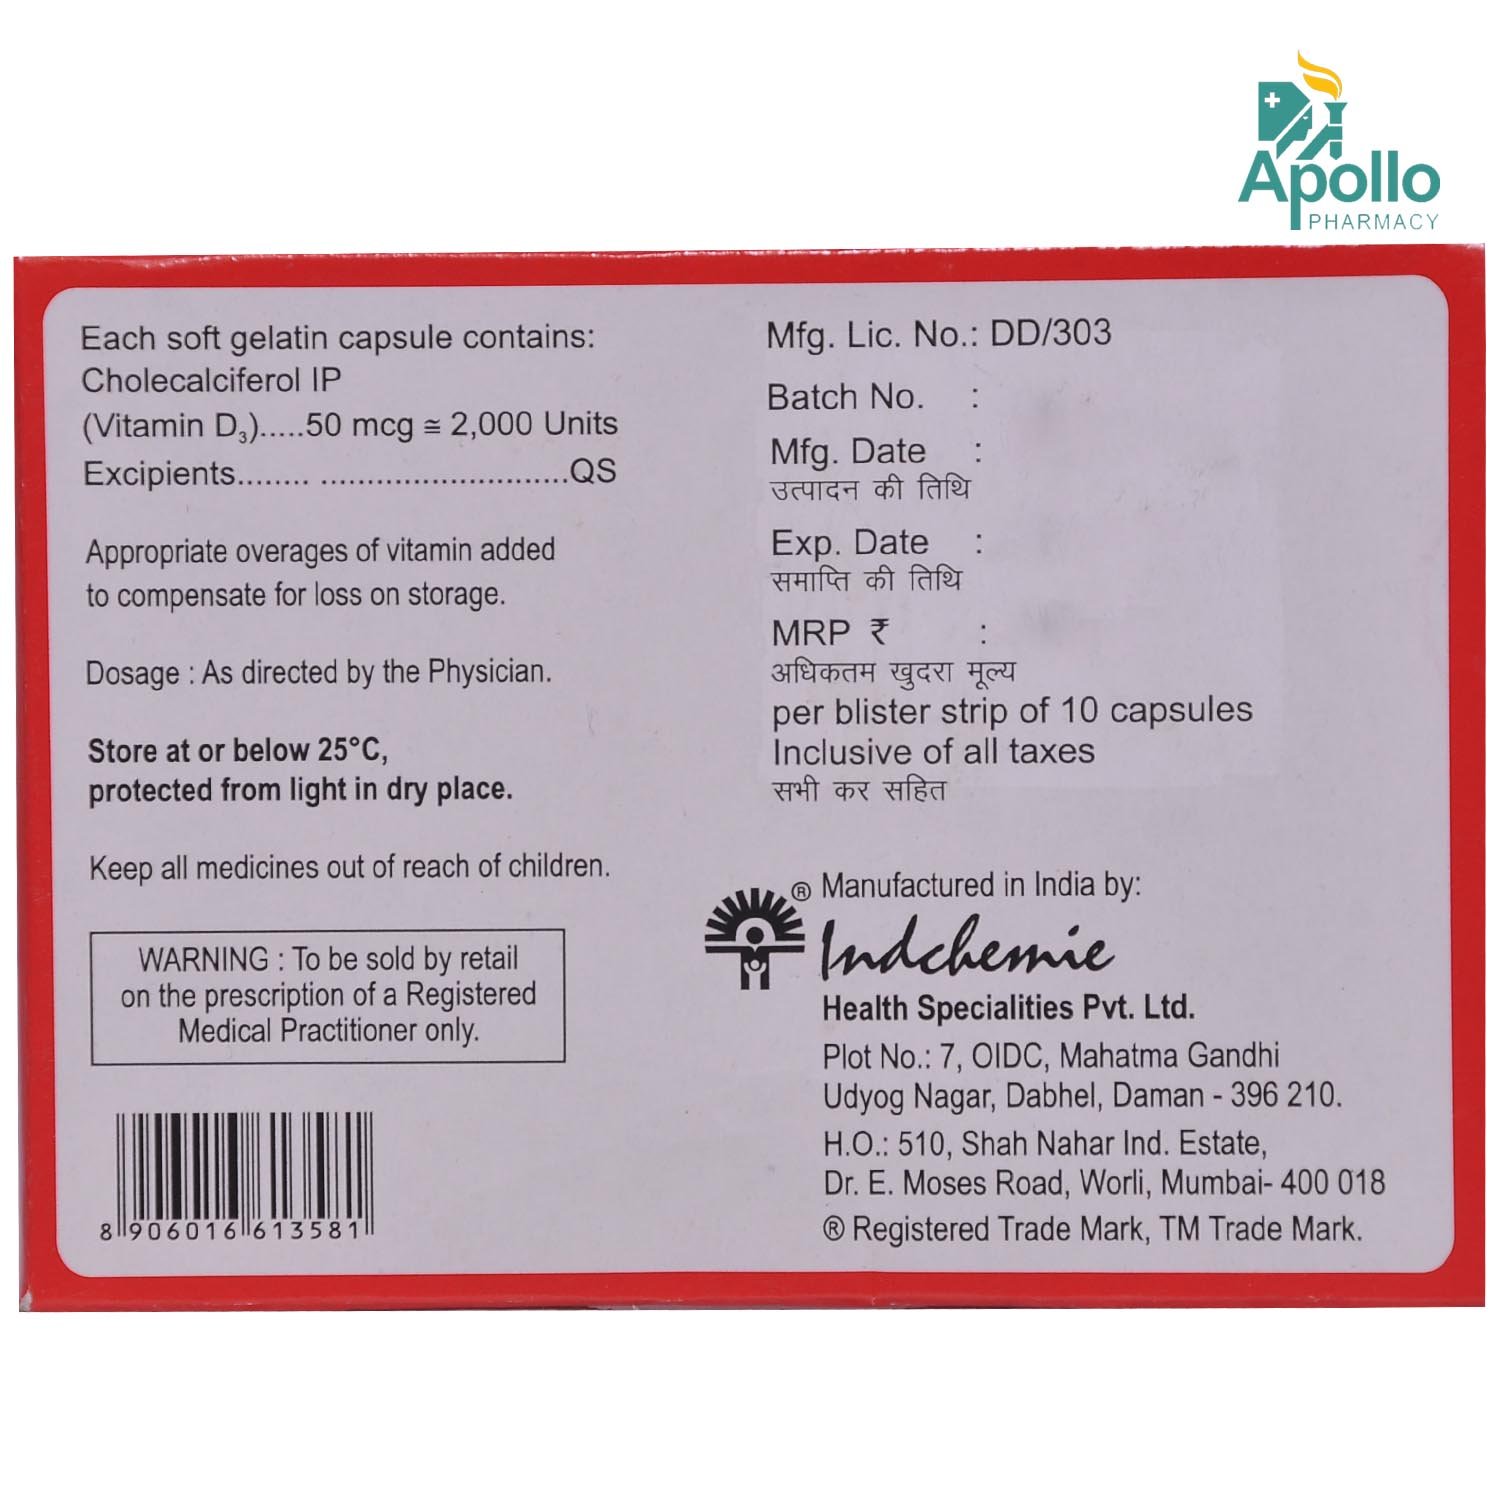 Apollo
PHARMACY
Each soft gelatin capsule contains:
Cholecalciferol IP
(Vitamin D₃).....50 mcg ≅ 2,000 Units
Excipients........ ...........................QS
Appropriate overages of vitamin added
to compensate for loss on storage.
Dosage : As directed by the Physician.
Store at or below 25°C,
protected from light in dry place.
Keep all medicines out of reach of children.
WARNING : To be sold by retail
on the prescription of a Registered
Medical Practitioner only.
8 906016 613581
Mfg. Lic. No.: DD/303
Batch No. :
Mfg. Date :
उत्पादन की तिथि
Exp. Date :
समाप्ति की तिथि
MRP ₹ :
अधिकतम खुदरा मूल्य
per blister strip of 10 capsules
Inclusive of all taxes
सभी कर सहित
® Manufactured in India by:
Indchemie
Health Specialities Pvt. Ltd.
Plot No.: 7, OIDC, Mahatma Gandhi
Udyog Nagar, Dabhel, Daman - 396 210.
H.O.: 510, Shah Nahar Ind. Estate,
Dr. E. Moses Road, Worli, Mumbai- 400 018
® Registered Trade Mark, TM Trade Mark.